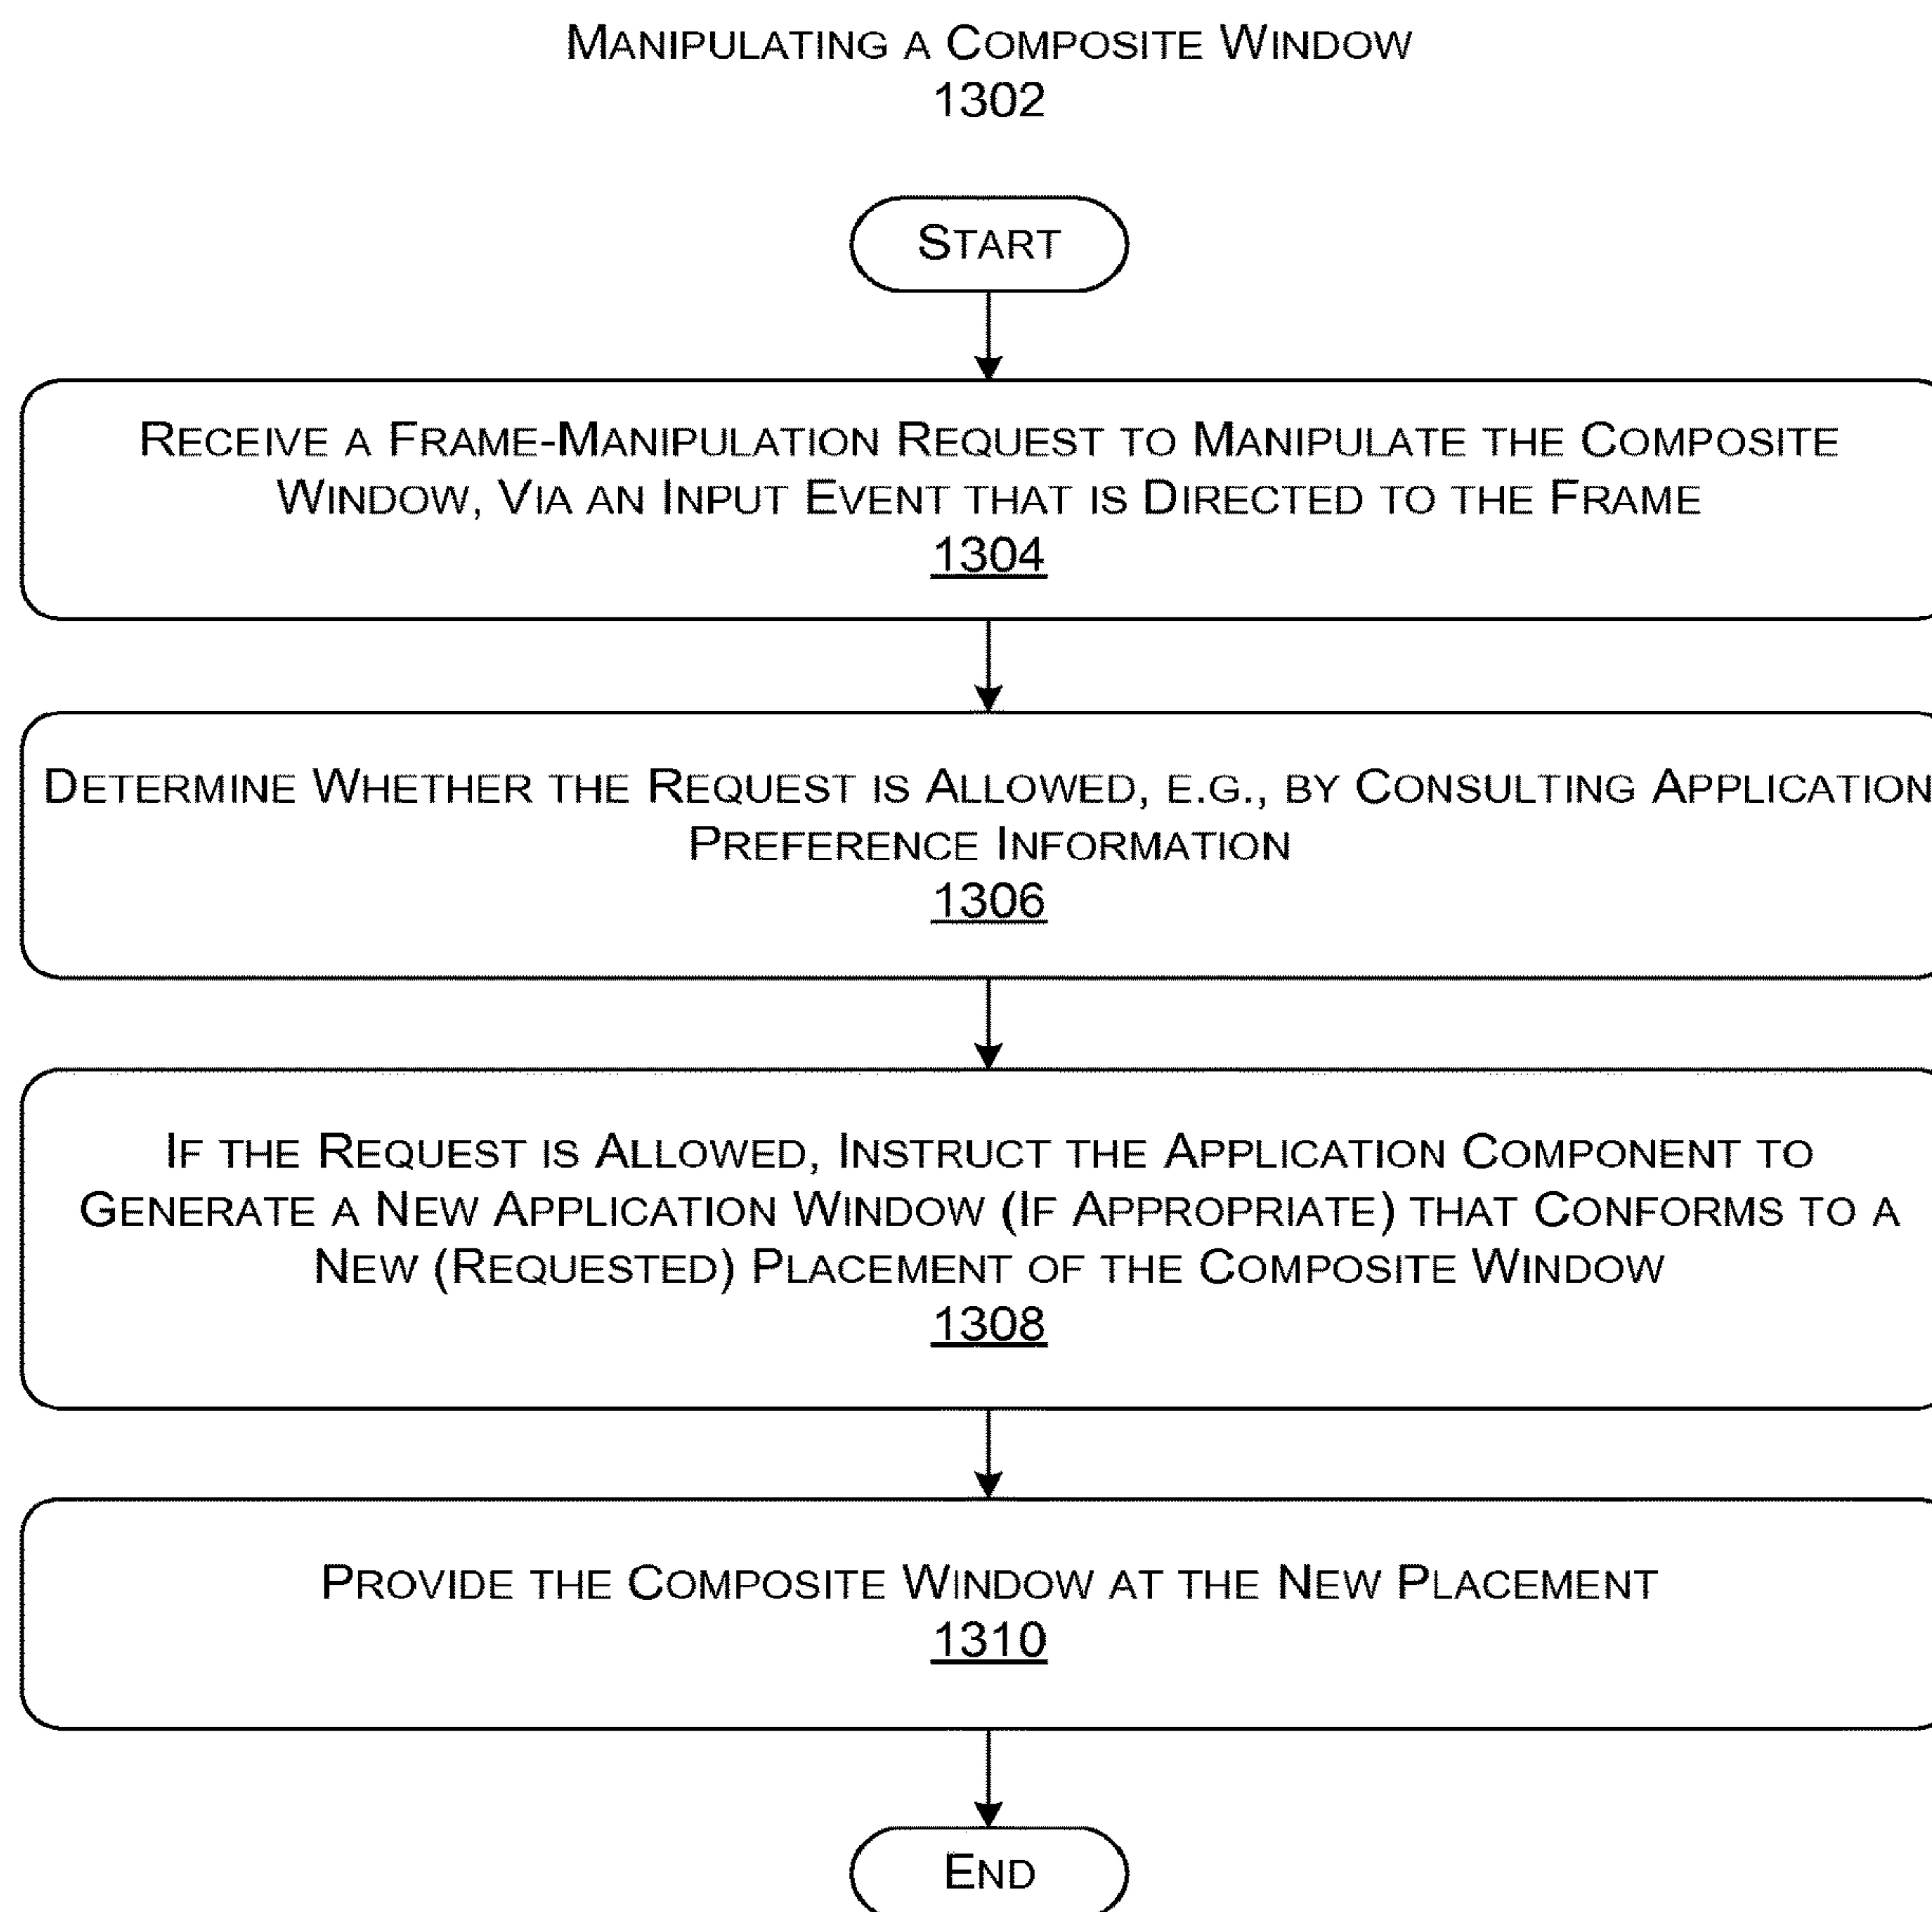 MANIPULATING A COMPOSITE WINDOW
1302
START
RECEIVE A FRAME-MANIPULATION REQUEST TO MANIPULATE THE COMPOSITE
WINDOW, VIA AN INPUT EVENT THAT IS DIRECTED TO THE FRAME
1304
DETERMINE WHETHER THE REQUEST IS ALLOWED, E.G., BY CONSULTING APPLICATION
PREFERENCE INFORMATION
1306
IF THE REQUEST IS ALLOWED, INSTRUCT THE APPLICATION COMPONENT TO
GENERATE A NEW APPLICATION WINDOW (IF APPROPRIATE) THAT CONFORMS TO A
NEW (REQUESTED) PLACEMENT OF THE COMPOSITE WINDOW
1308
PROVIDE THE COMPOSITE WINDOW AT THE NEW PLACEMENT
1310
END